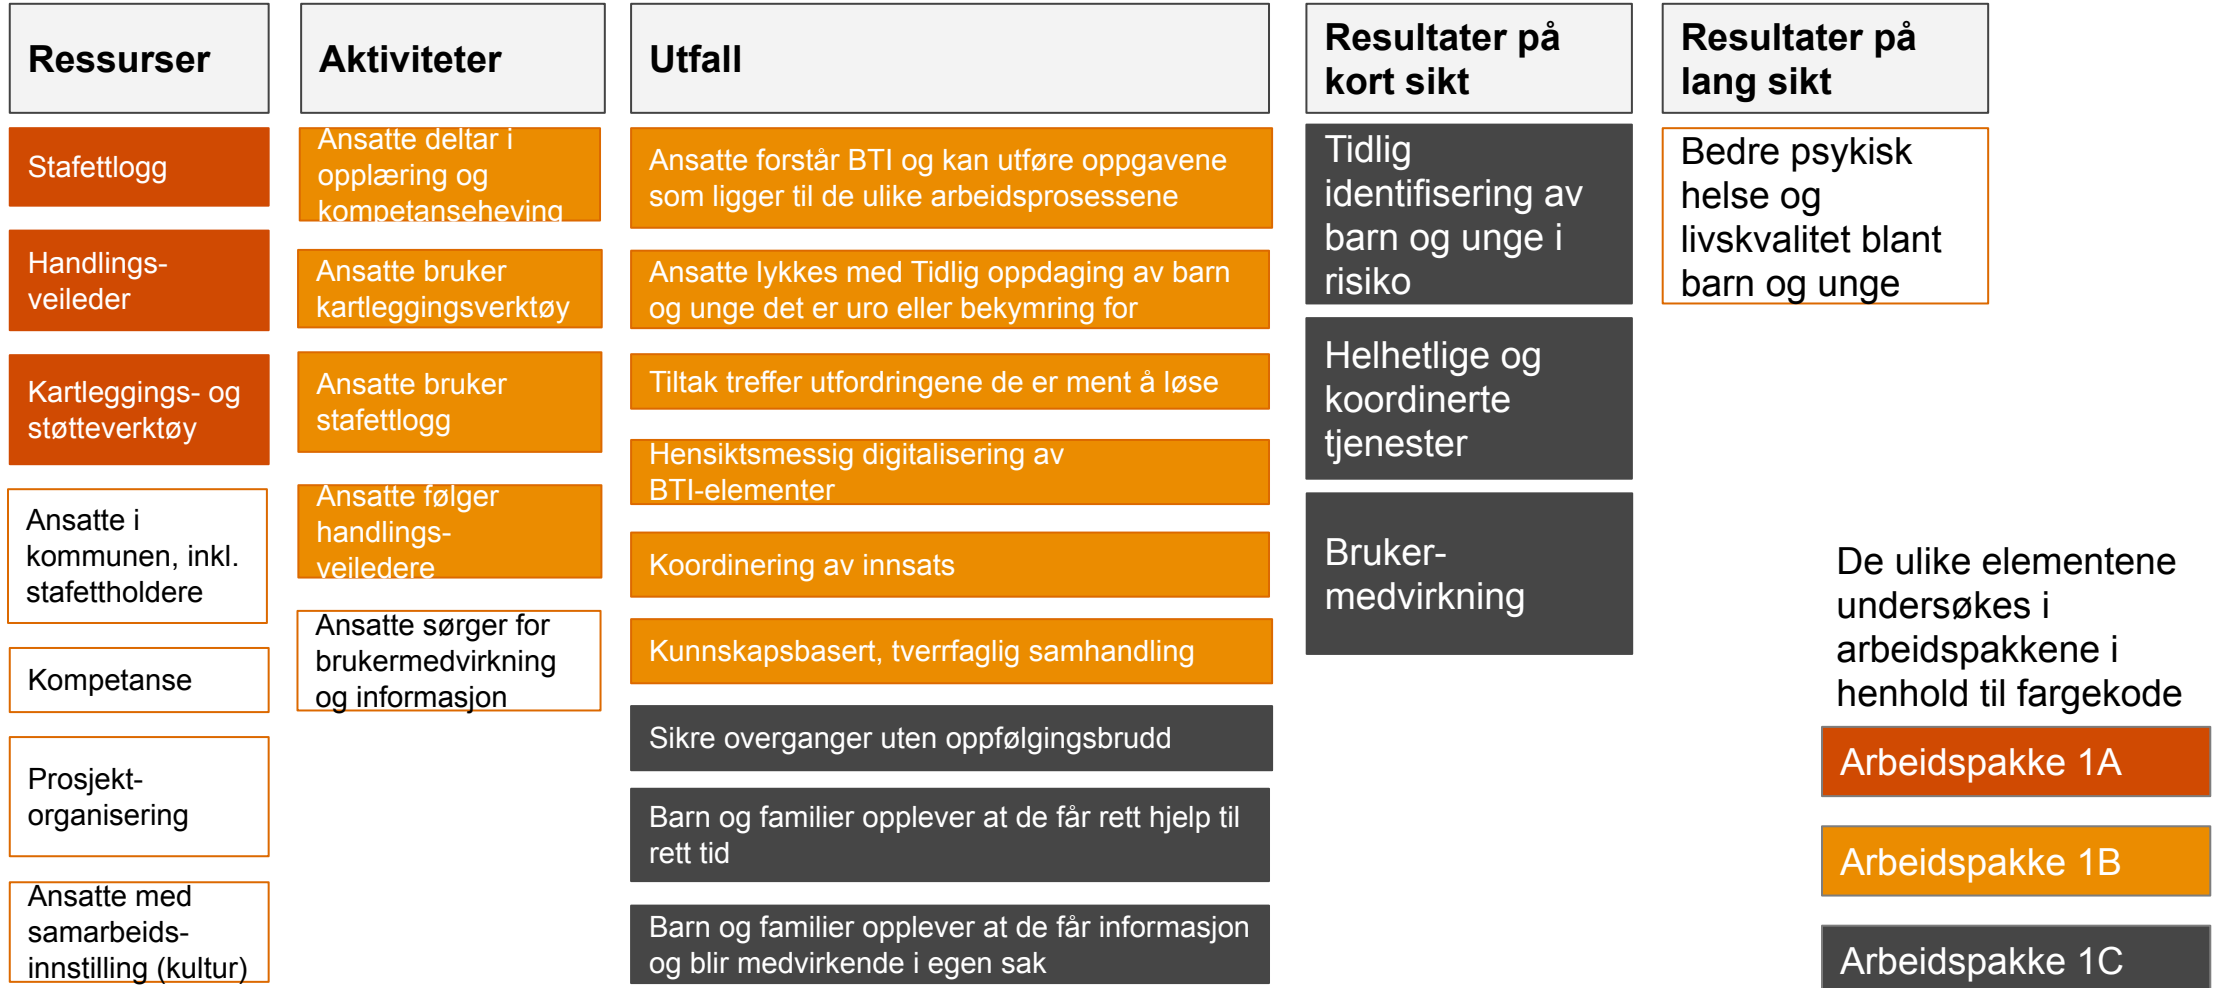 Ressurser
Stafettlogg
Handlings-
veileder
Kartleggings- og
støtteverktøy
Ansatte i
kommunen, inkl.
stafettholdere
Kompetanse
Prosjekt-
organisering
Ansatte med
samarbeids-
innstilling (kultur)
Aktiviteter
Ansatte deltar i
opplæring og
kompetanseheving
Ansatte bruker
kartleggingsverktøy
Ansatte bruker
stafettlogg
Ansatte følger
handlings-
veiledere
Ansatte sørger for
brukermedvirkning
og informasjon
Utfall
Ansatte forstår BTI og kan utføre oppgavene
som ligger til de ulike arbeidsprosessene
Ansatte lykkes med Tidlig oppdaging av barn
og unge det er uro eller bekymring for
Tiltak treffer utfordringene de er ment å løse
Hensiktsmessig digitalisering av
BTI-elementer
Koordinering av innsats
Kunnskapsbasert, tverrfaglig samhandling
Sikre overganger uten oppfølgingsbrudd
Barn og familier opplever at de får rett hjelp til
rett tid
Barn og familier opplever at de får informasjon
og blir medvirkende i egen sak
Resultater på
kort sikt
Tidlig
identifisering av
barn og unge i
risiko
Helhetlige og
koordinerte
tjenester
Bruker-
medvirkning
Resultater på
lang sikt
Bedre psykisk
helse og
livskvalitet blant
barn og unge
De ulike elementene
undersøkes i
arbeidspakkene i
henhold til fargekode
Arbeidspakke 1A
Arbeidspakke 1B
Arbeidspakke 1C